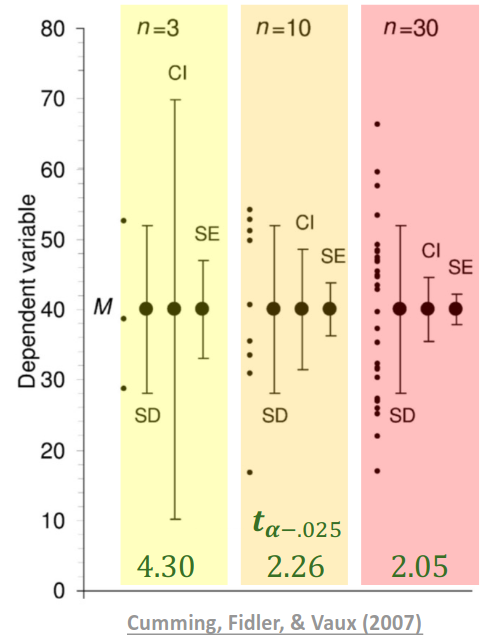 80
n=3
n=10
n=30
CI
70
60
SE
CI
50
SE
CI
SE
Dependent variable
M
40
30
SD
SD
SD
20
10
tα−.025
4.30
2.26
2.05
0
Cumming, Fidler, & Vaux (2007)